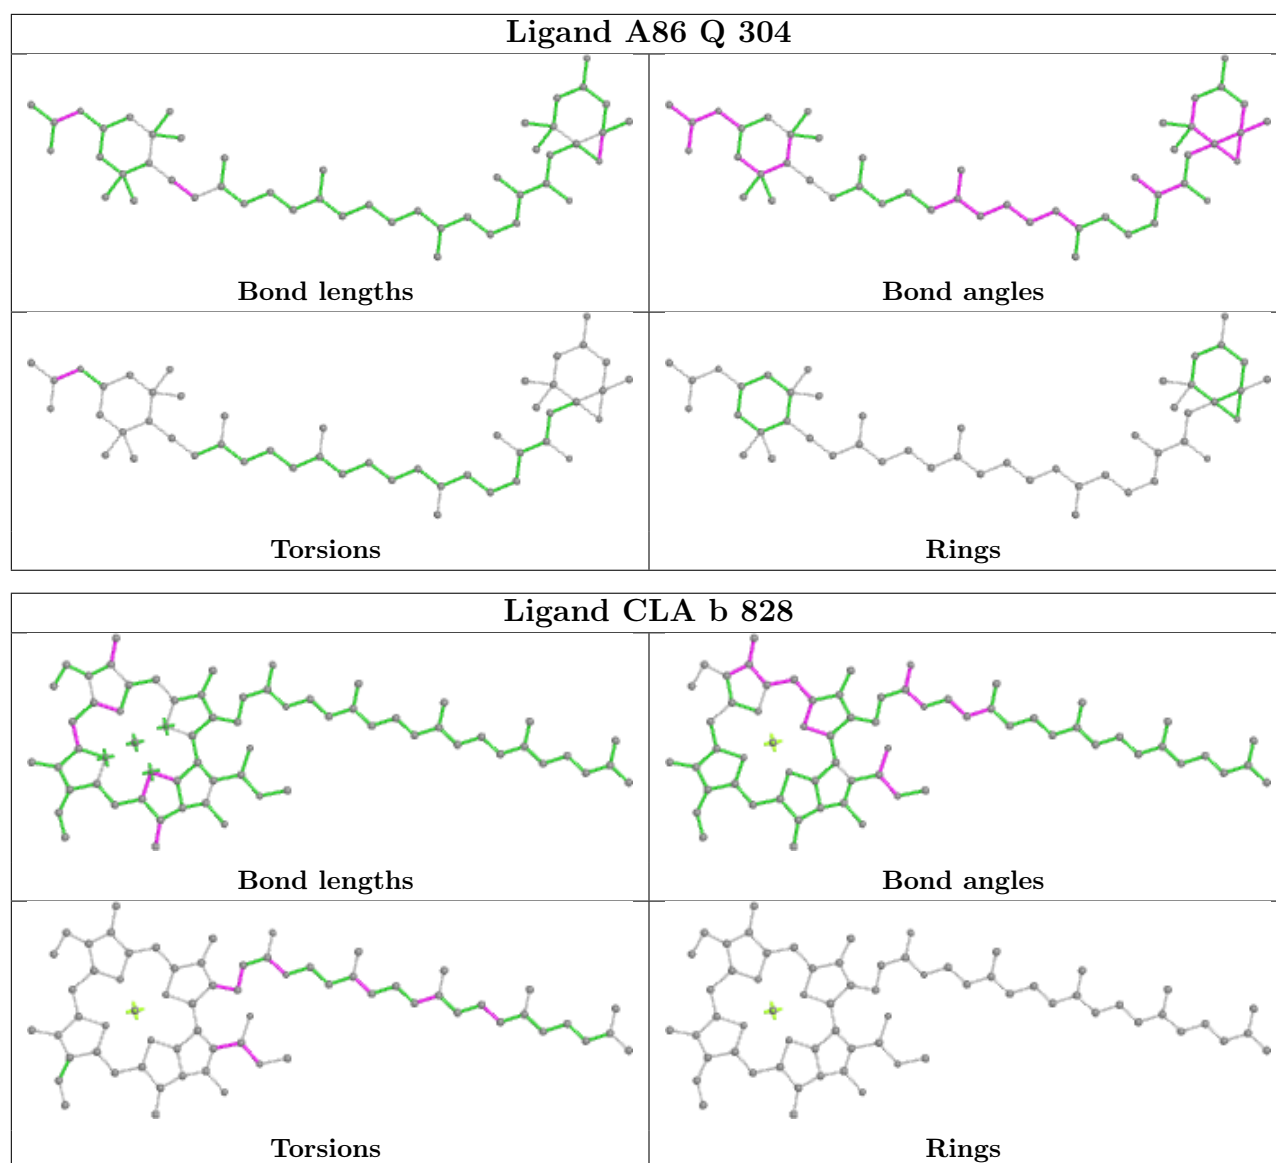 Ligand A86 Q 304
Bond lengths
Bond angles
Torsions
Rings
Ligand CLA b 828
Bond lengths
Bond angles
Torsions
Rings